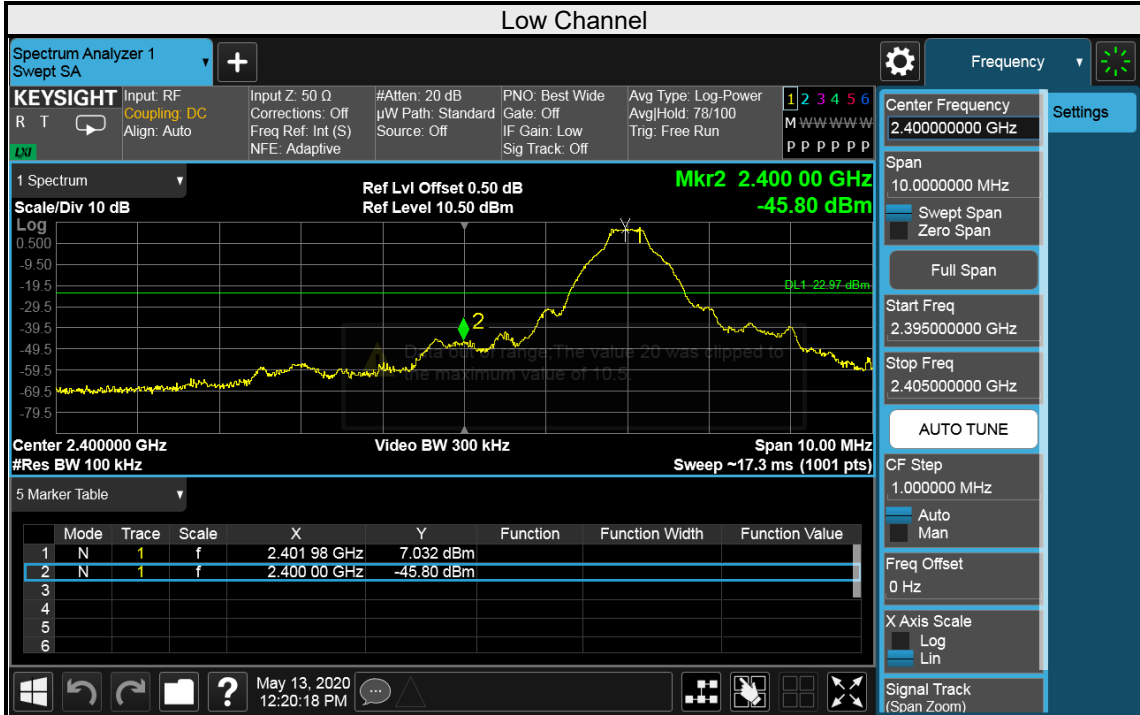 Low Channel
Spectrum Analyzer 1
Swept SA
+
Frequency
KEYSIGHT
R T
LXI
Input: RF
Coupling: DC
Align: Auto
Input Z: 50 Ω
Corrections: Off
Freq Ref: Int (S)
NFE: Adaptive
#Atten: 20 dB
µW Path: Standard
Source: Off
PNO: Best Wide
Gate: Off
IF Gain: Low
Sig Track: Off
Avg Type: Log-Power
Avg|Hold: 78/100
Trig: Free Run
1 2 3 4 5 6
M W W W W W
P P P P P P
1 Spectrum
Scale/Div 10 dB
Ref Lvl Offset 0.50 dB
Ref Level 10.50 dBm
Mkr2 2.400 00 GHz
-45.80 dBm
Log
0.500
-9.50
-19.5
-29.5
-39.5
-49.5
-59.5
-69.5
-79.5
1
2
DL1 -22.97 dBm
Data out of range;The value 20 was clipped to
the maximum value of 10.5
Center 2.400000 GHz
#Res BW 100 kHz
Video BW 300 kHz
Span 10.00 MHz
Sweep ~17.3 ms (1001 pts)
5 Marker Table
Mode Trace Scale X Y Function Function Width Function Value
1 N 1 f 2.401 98 GHz 7.032 dBm
2 N 1 f 2.400 00 GHz -45.80 dBm
3
4
5
6
May 13, 2020
12:20:18 PM
?
Center Frequency
2.400000000 GHz
Settings
Span
10.0000000 MHz
Swept Span
Zero Span
Full Span
Start Freq
2.395000000 GHz
Stop Freq
2.405000000 GHz
AUTO TUNE
CF Step
1.000000 MHz
Auto
Man
Freq Offset
0 Hz
X Axis Scale
Log
Lin
Signal Track
(Span Zoom)